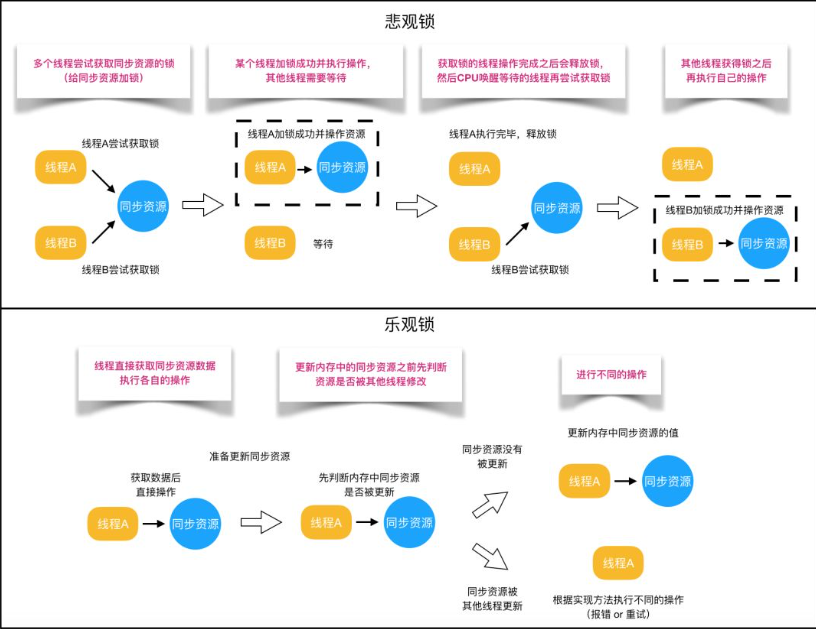 悲观锁
多个线程尝试获取同步资源的锁
（给同步资源加锁）
某个线程加锁成功并执行操作，
其他线程需要等待
获取锁的线程操作完成之后会释放锁，
然后CPU唤醒等待的线程再尝试获取锁
其他线程获得锁之后
再执行自己的操作
线程A尝试获取锁
线程A
同步资源
线程B
线程B尝试获取锁
线程A加锁成功并操作资源
线程A
同步资源
线程B
等待
线程A执行完毕，释放锁
线程A
同步资源
线程B
线程B尝试获取锁
线程A
线程B加锁成功并操作资源
线程B
同步资源
乐观锁
线程直接获取同步资源数据
执行各自的操作
更新内存中的同步资源之前先判断
资源是否被其他线程修改
进行不同的操作
获取数据后
直接操作
线程A
同步资源
准备更新同步资源
先判断内存中同步资源
是否被更新
线程A
同步资源
同步资源没有
被更新
更新内存中同步资源的值
线程A
同步资源
同步资源被
其他线程更新
线程A
根据实现方法执行不同的操作
（报错 or 重试）